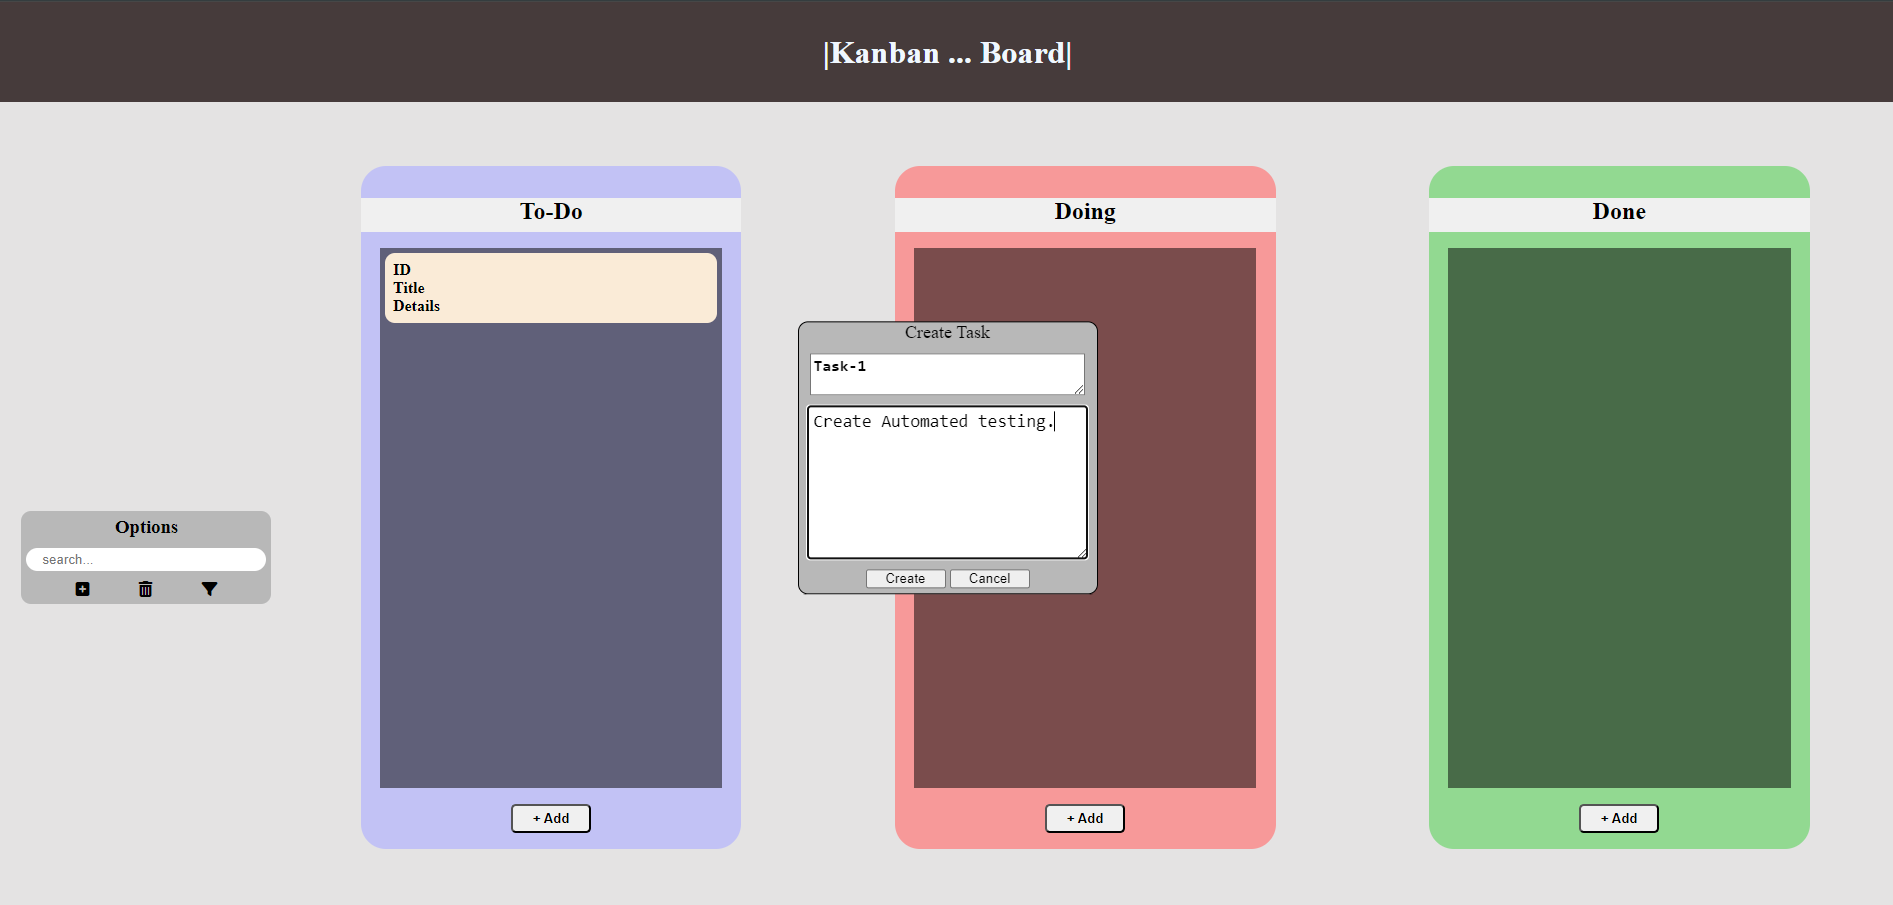 |Kanban ... Board|
To-Do
Doing
Done
ID
Title
Details
Create Task
Task-1
Create Automated testing.
Create
Cancel
Options
search...
+ Add
+ Add
+ Add